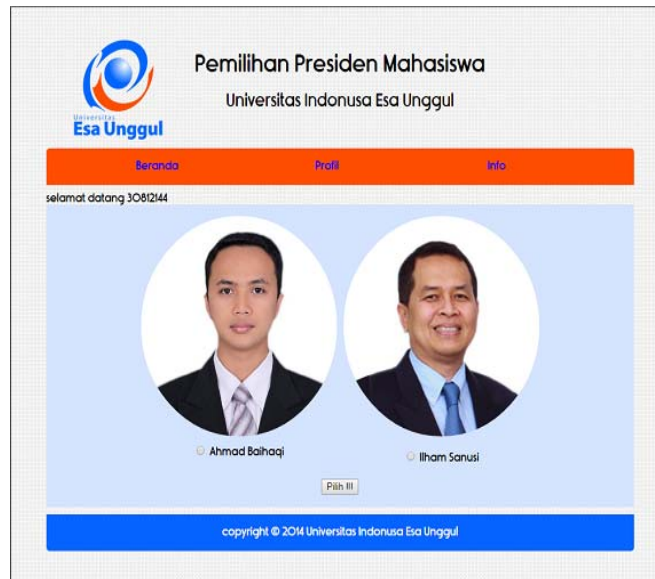 Pemilihan Presiden Mahasiswa
Universitas Indonusa Esa Unggul
Universitas
Esa Unggul
Beranda Profil Info
selamat datang 30812144
Ahmad Baihaqi Ilham Sanusi
Pilih !!!
copyright © 2014 Universitas Indonusa Esa Unggul